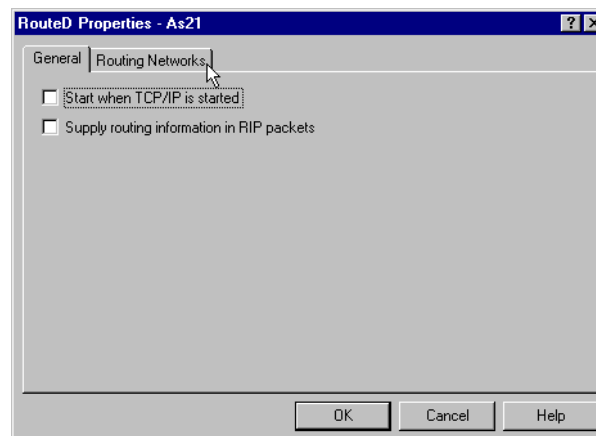 RouteD Properties - As21
General Routing Networks
Start when TCP/IP is started
Supply routing information in RIP packets
OK Cancel Help